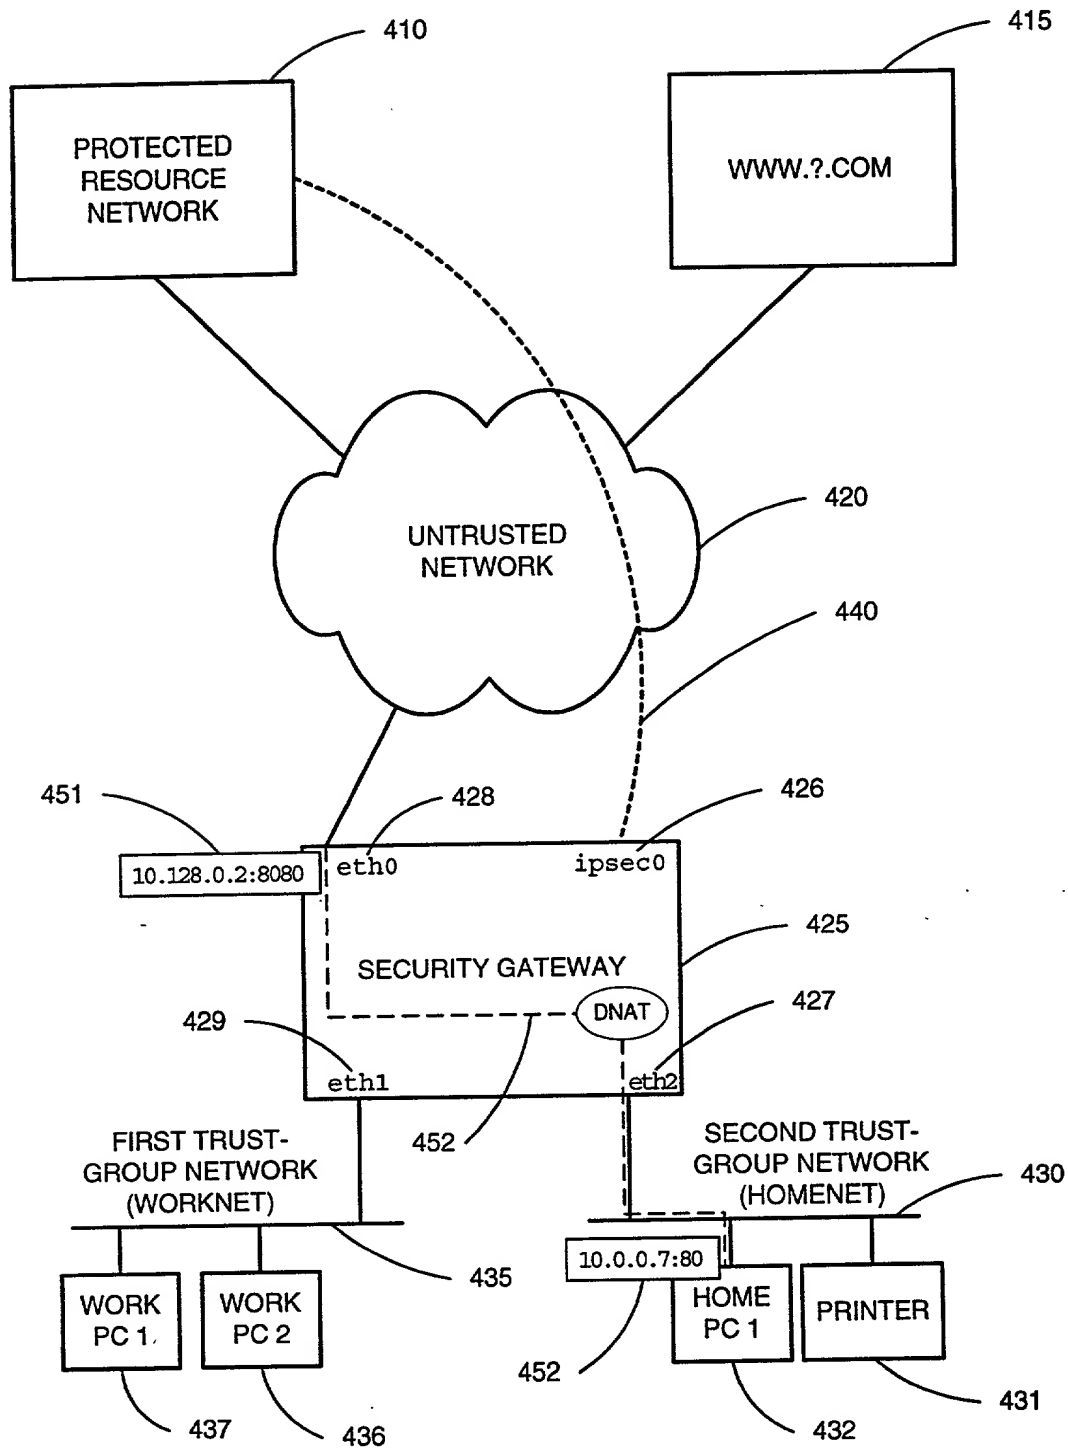 410
415
PROTECTED
RESOURCE
NETWORK
WWW.?.COM
420
UNTRUSTED
NETWORK
440
451
428
426
10.128.0.2:8080
eth0
ipsec0
425
SECURITY GATEWAY
DNAT
427
429
eth1
eth2
452
FIRST TRUST-
GROUP NETWORK
(WORKNET)
SECOND TRUST-
GROUP NETWORK
(HOMENET)
430
435
10.0.0.7:80
WORK
PC 1
WORK
PC 2
HOME
PC 1
PRINTER
452
437
436
432
431